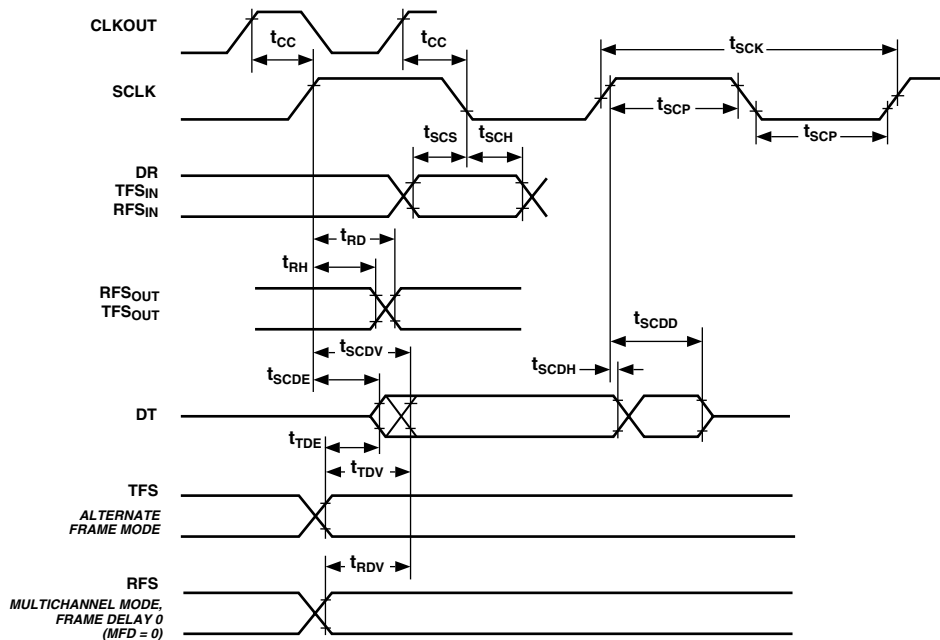 CLKOUT
tCC
tCC
tSCK
SCLK
tSCP
tSCP
tSCS
tSCH
DR
TFSIN
RFSIN
tRD
tRH
RFSOUT
TFSOUT
tSCDV
tSCDD
tSCDE
tSCDH
DT
tTDE
tTDV
TFS
ALTERNATE
FRAME MODE
tRDV
RFS
MULTICHANNEL MODE,
FRAME DELAY 0
(MFD = 0)